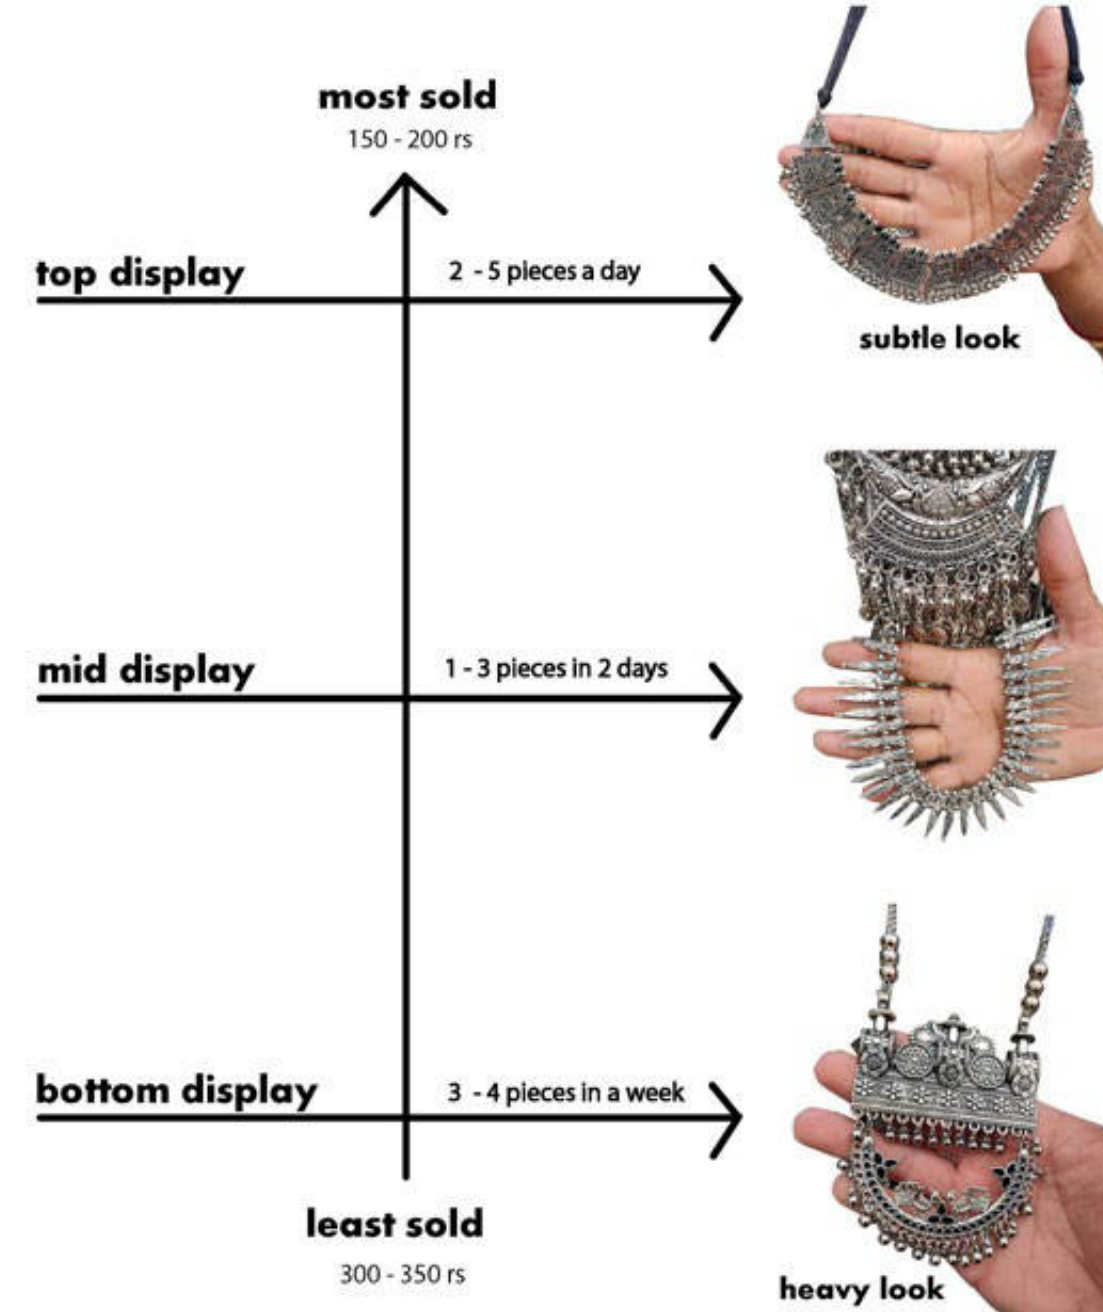 most sold
150 - 200 rs
top display
2 - 5 pieces a day
subtle look
mid display
1 - 3 pieces in 2 days
bottom display
3 - 4 pieces in a week
least sold
300 - 350 rs
heavy look